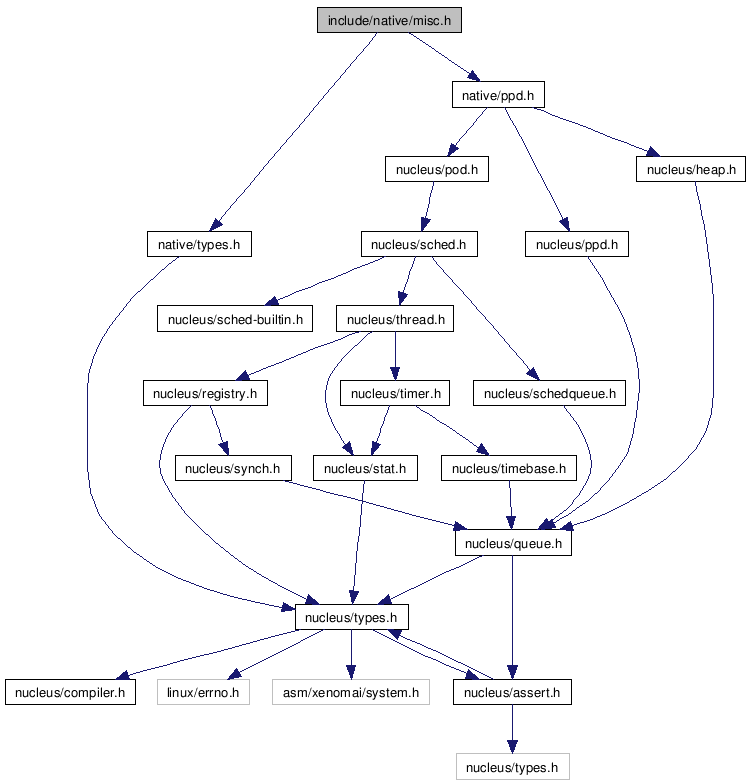 include/native/misc.h
native/ppd.h
nucleus/pod.h
nucleus/heap.h
native/types.h
nucleus/sched.h
nucleus/ppd.h
nucleus/sched-builtin.h
nucleus/thread.h
nucleus/registry.h
nucleus/timer.h
nucleus/schedqueue.h
nucleus/synch.h
nucleus/stat.h
nucleus/timebase.h
nucleus/queue.h
nucleus/types.h
nucleus/compiler.h
linux/errno.h
asm/xenomai/system.h
nucleus/assert.h
nucleus/types.h